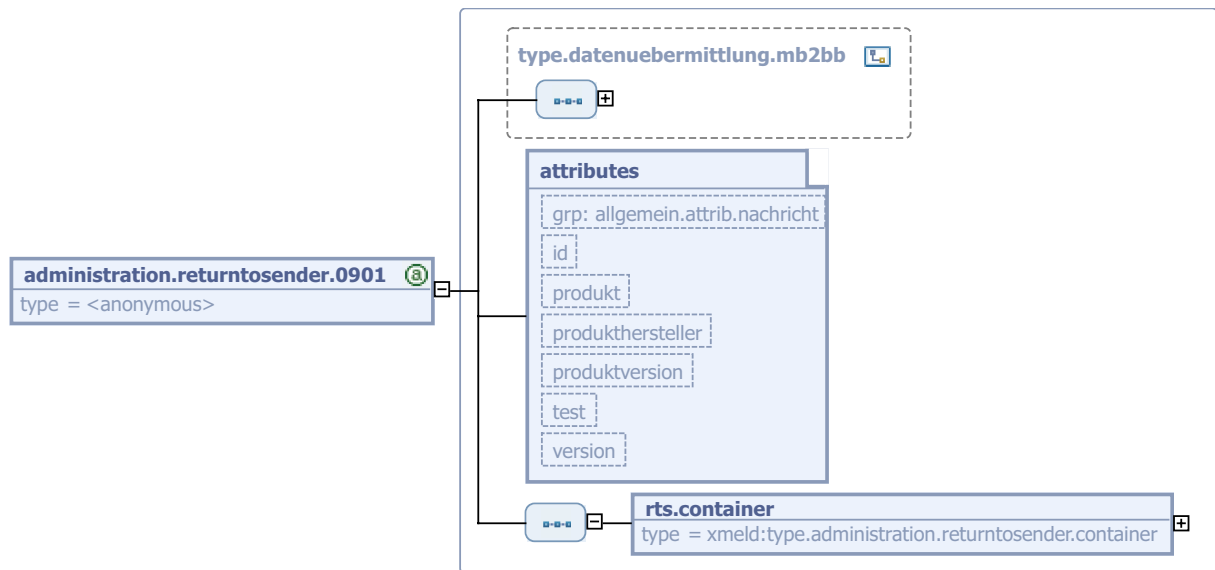 type.datenuebermittlung.mb2bb
attributes
grp: allgemein.attrib.nachricht
id
produkt
produkthersteller
produktversion
test
version
administration.returntosender.0901 a
type = <anonymous>
rts.container
type = xmeld:type.administration.returntosender.container